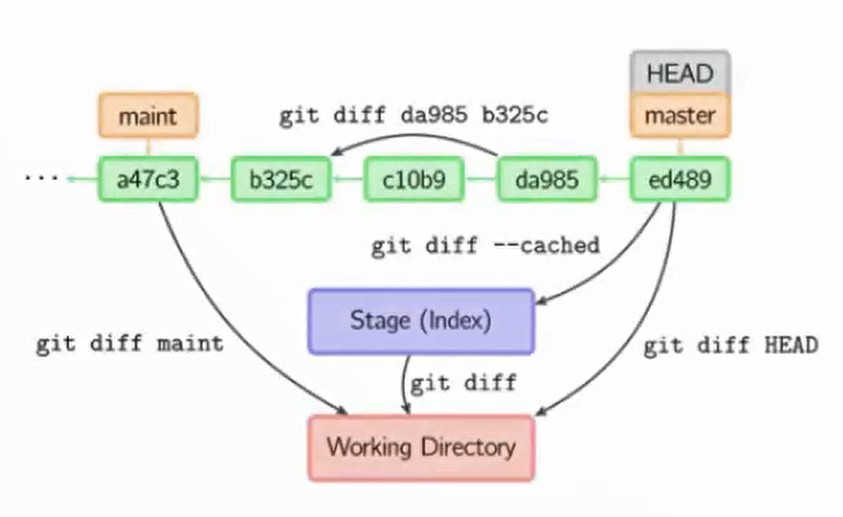 HEAD
maint
git diff da985 b325c
master
...
a47c3
b325c
c10b9
da985
ed489
git diff --cached
Stage (Index)
git diff maint
git diff HEAD
git diff
Working Directory